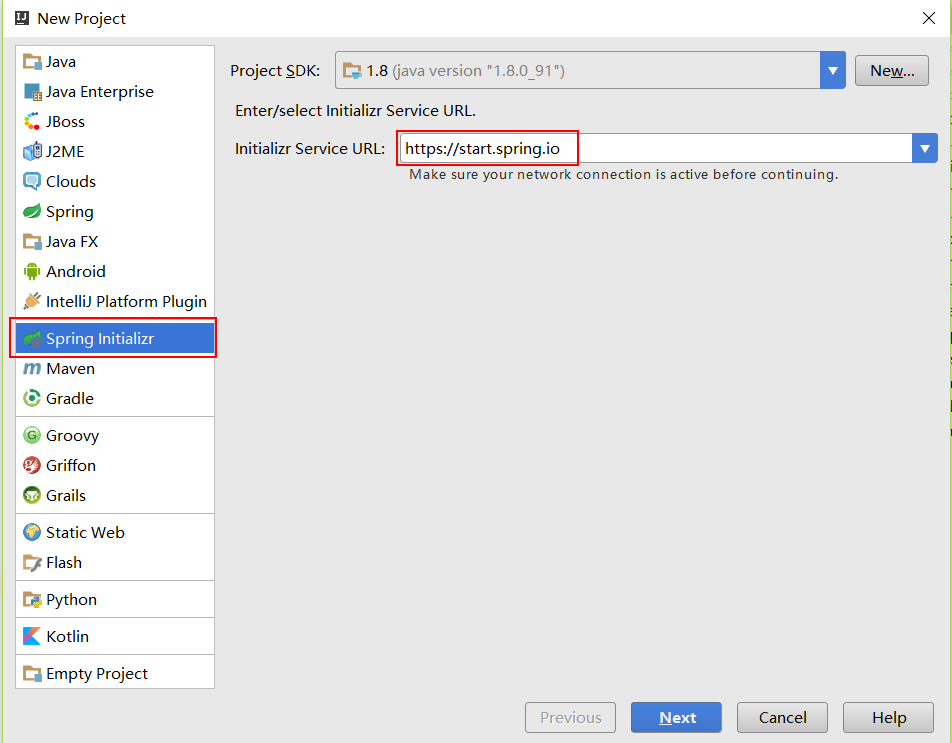 New Project
Java
Java Enterprise
JBoss
J2ME
Clouds
Spring
Java FX
Android
IntelliJ Platform Plugin
Spring Initializr
Maven
Gradle
Groovy
Griffon
Grails
Static Web
Flash
Python
Kotlin
Empty Project
Project SDK: 1.8 (java version "1.8.0_91") New...
Enter/select Initializr Service URL.
Initializr Service URL: https://start.spring.io
Make sure your network connection is active before continuing.
Previous Next Cancel Help